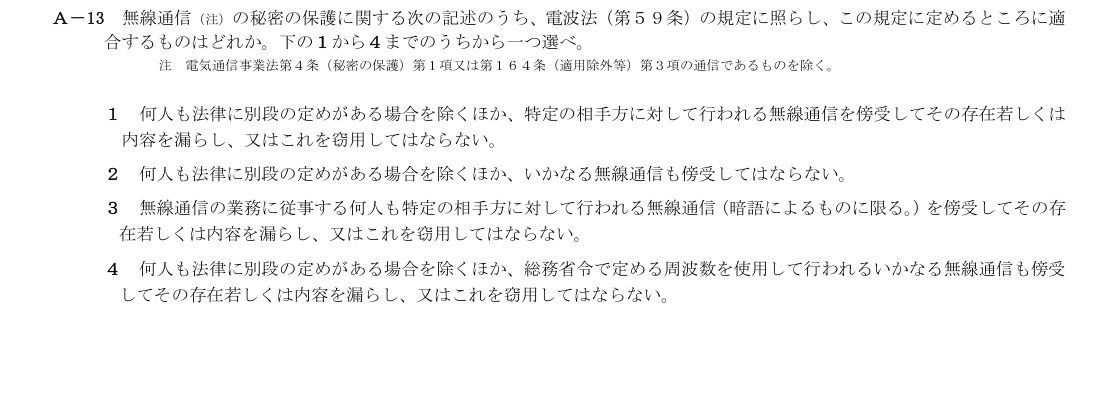 A－13　無線通信（注）の秘密の保護に関する次の記述のうち、電波法（第５９条）の規定に照らし、この規定に定めるところに適
合するものはどれか。下の１から４までのうちから一つ選べ。
注　電気通信事業法第４条（秘密の保護）第１項又は第１６４条（適用除外等）第３項の通信であるものを除く。
1　何人も法律に別段の定めがある場合を除くほか、特定の相手方に対して行われる無線通信を傍受してその存在若しくは
内容を漏らし、又はこれを窃用してはならない。
2　何人も法律に別段の定めがある場合を除くほか、いかなる無線通信も傍受してはならない。
3　無線通信の業務に従事する何人も特定の相手方に対して行われる無線通信（暗語によるものに限る。）を傍受してその存
在若しくは内容を漏らし、又はこれを窃用してはならない。
4　何人も法律に別段の定めがある場合を除くほか、総務省令で定める周波数を使用して行われるいかなる無線通信も傍受
してその存在若しくは内容を漏らし、又はこれを窃用してはならない。